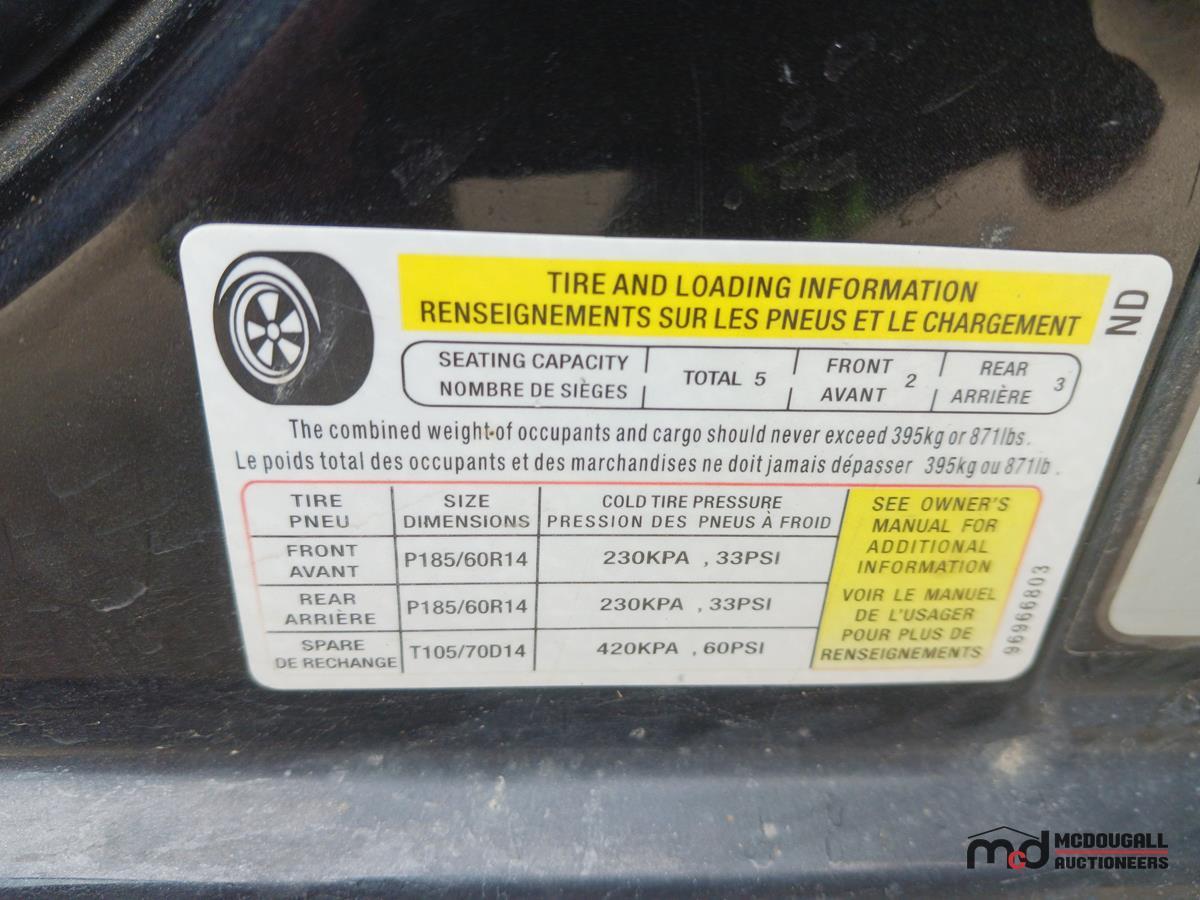 TIRE AND LOADING INFORMATION
RENSEIGNEMENTS SUR LES PNEUS ET LE CHARGEMENT
ND
SEATING CAPACITY
NOMBRE DE SIÈGES
TOTAL 5
FRONT
AVANT
2
REAR
ARRIÈRE
3
The combined weight of occupants and cargo should never exceed 395kg or 871lbs.
Le poids total des occupants et des marchandises ne doit jamais dépasser 395kg ou 871lb.
TIRE
PNEU
SIZE
DIMENSIONS
COLD TIRE PRESSURE
PRESSION DES PNEUS À FROID
FRONT
AVANT
P185/60R14
230KPA , 33PSI
REAR
ARRIÈRE
P185/60R14
230KPA , 33PSI
SPARE
DE RECHANGE
T105/70D14
420KPA , 60PSI
SEE OWNER'S
MANUAL FOR
ADDITIONAL
INFORMATION
VOIR LE MANUEL
DE L'USAGER
POUR PLUS DE
RENSEIGNEMENTS
96966803
mcd
MCDOUGALL
AUCTIONEERS